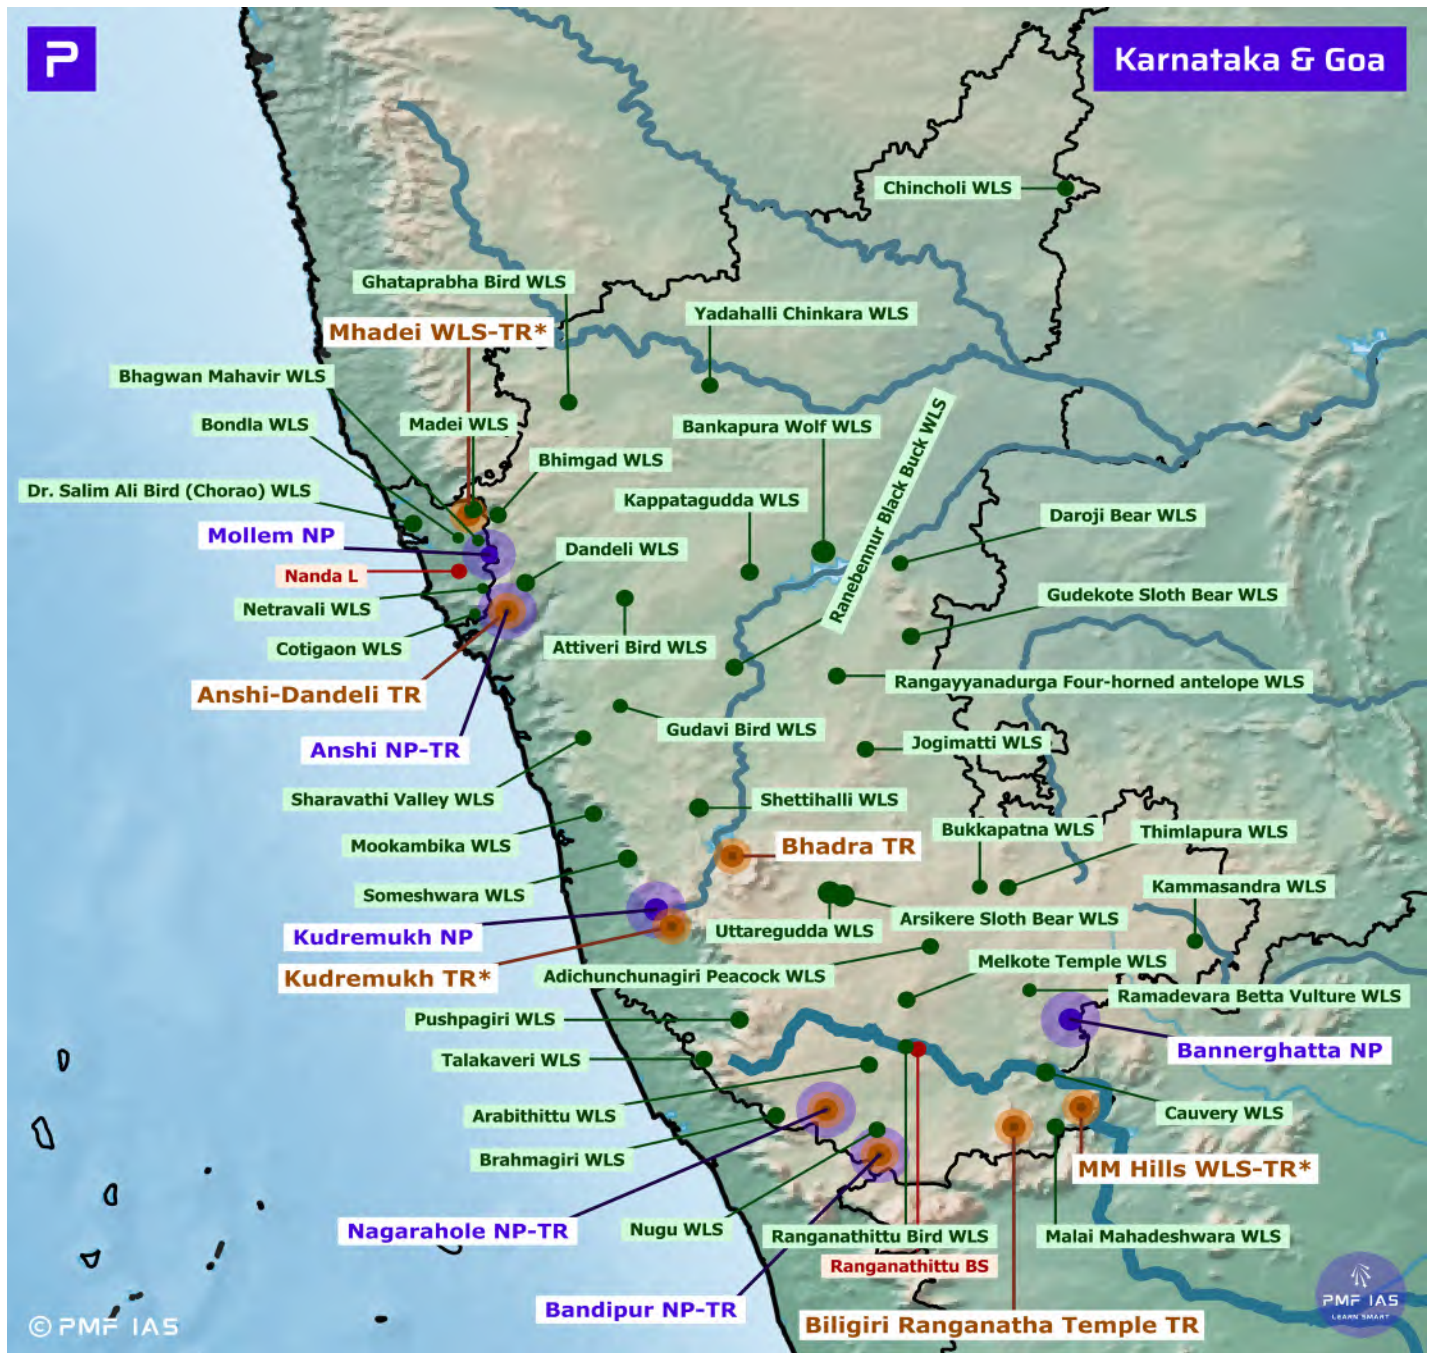 P
Karnataka & Goa
Chincholi WLS
Ghataprabha Bird WLS
Yadahalli Chinkara WLS
Mhadei WLS-TR*
Bhagwan Mahavir WLS
Ranebennur Black Buck WLS
Bondla WLS
Madei WLS
Bankapura Wolf WLS
Bhimgad WLS
Dr. Salim Ali Bird (Chorao) WLS
Kappatagudda WLS
Daroji Bear WLS
Mollem NP
Dandeli WLS
Nanda L
Gudekote Sloth Bear WLS
Netravali WLS
Cotigaon WLS
Attiveri Bird WLS
Rangayyanadurga Four-horned antelope WLS
Anshi-Dandeli TR
Gudavi Bird WLS
Jogimatti WLS
Anshi NP-TR
Sharavathi Valley WLS
Shettihalli WLS
Bukkapatna WLS
Thimlapura WLS
Mookambika WLS
Bhadra TR
Kammasandra WLS
Someshwara WLS
Arsikere Sloth Bear WLS
Uttaregudda WLS
Kudremukh NP
Melkote Temple WLS
Kudremukh TR*
Adichunchunagiri Peacock WLS
Ramadevara Betta Vulture WLS
Pushpagiri WLS
Bannerghatta NP
Talakaveri WLS
Arabithittu WLS
Cauvery WLS
Brahmagiri WLS
MM Hills WLS-TR*
Nagarahole NP-TR
Nugu WLS
Ranganathittu Bird WLS
Malai Mahadeshwara WLS
Ranganathittu BS
Bandipur NP-TR
Biligiri Ranganatha Temple TR
© PMF IAS
PMF IAS
LEARN SMART